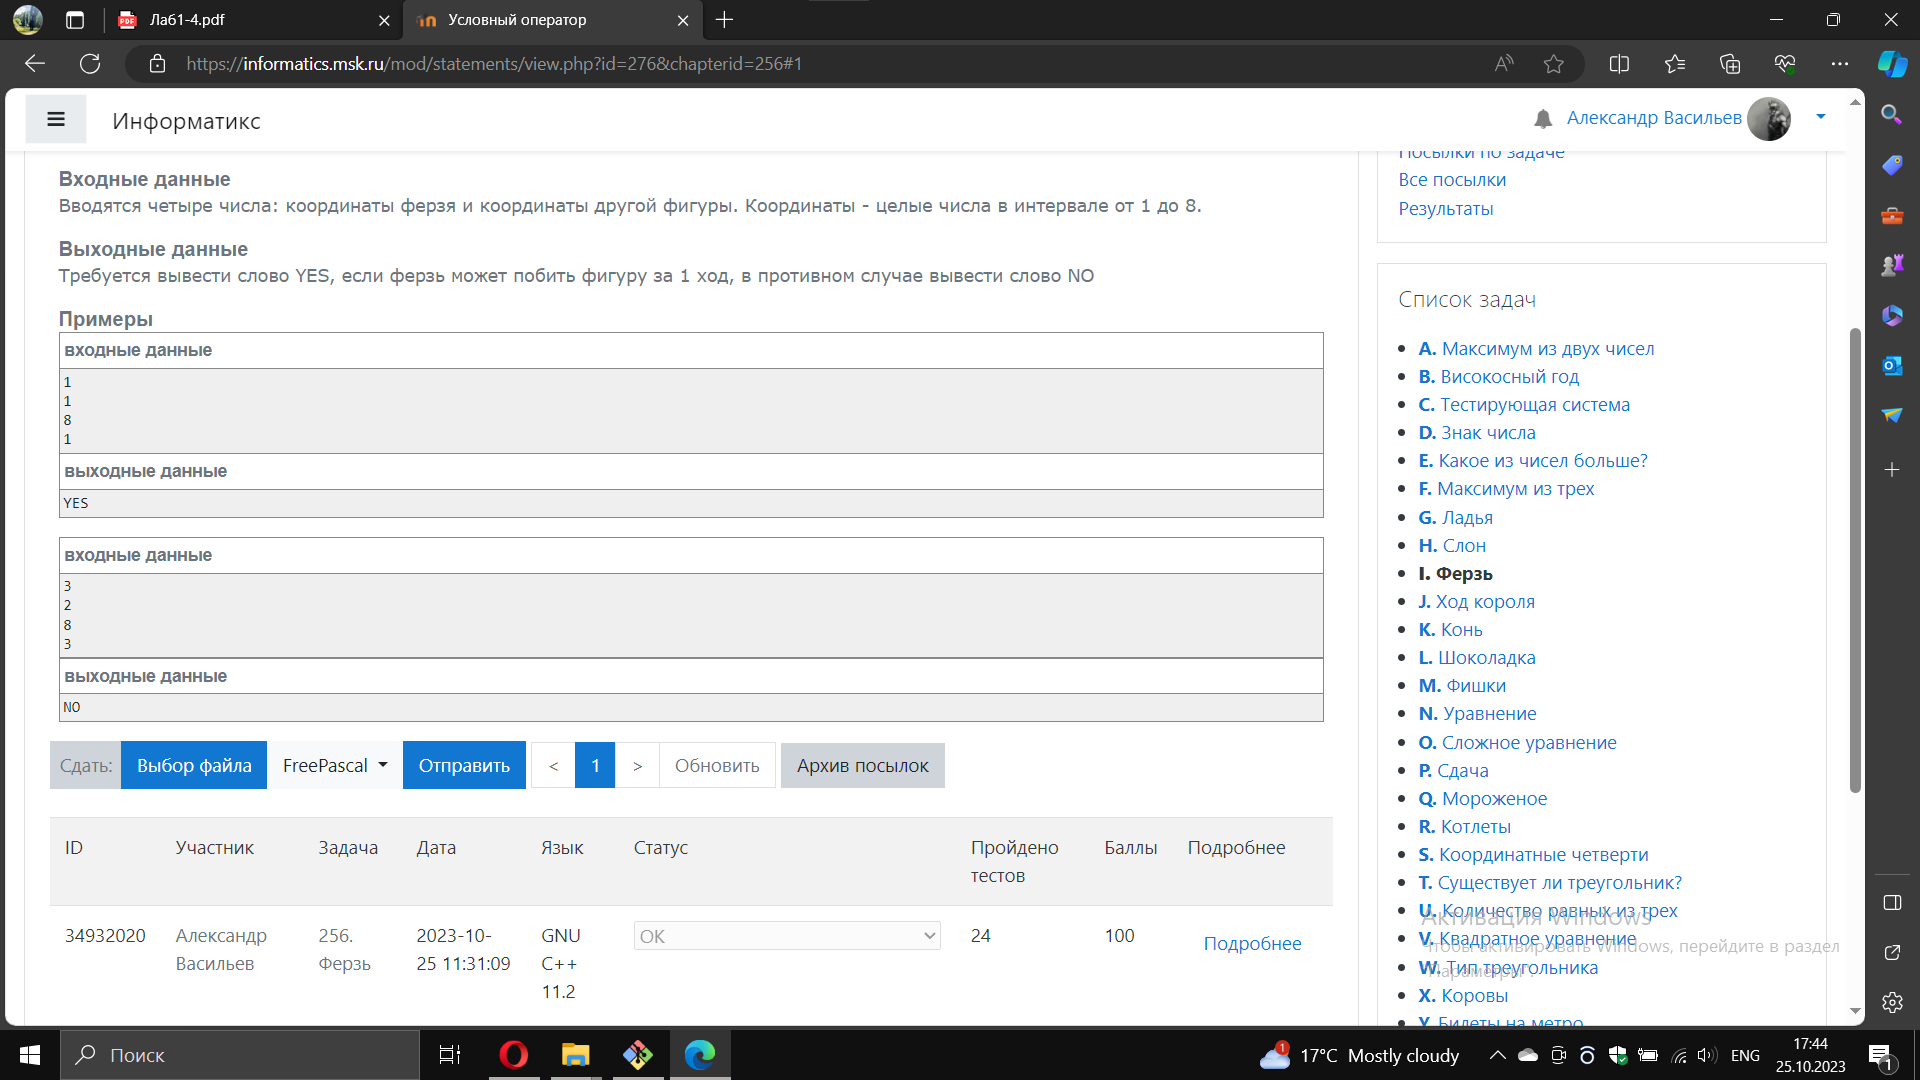 Ла61-4.pdf
Условный оператор
https://informatics.msk.ru/mod/statements/view.php?id=276&chapterid=256#1
Информатикс
Александр Васильев
Входные данные
Вводятся четыре числа: координаты ферзя и координаты другой фигуры. Координаты - целые числа в интервале от 1 до 8.
Выходные данные
Требуется вывести слово YES, если ферзь может побить фигуру за 1 ход, в противном случае вывести слово NO
Примеры
входные данные
1
1
8
1
выходные данные
YES
входные данные
3
2
8
3
выходные данные
NO
Сдать: Выбор файла FreePascal Отправить < 1 > Обновить Архив посылок
ID Участник Задача Дата Язык Статус Пройдено тестов Баллы Подробнее
34932020 Александр Васильев 256. Ферзь 2023-10-25 11:31:09 GNU C++ 11.2 OK 24 100 Подробнее
Посылки по задаче
Все посылки
Результаты
Список задач
A. Максимум из двух чисел
B. Високосный год
C. Тестирующая система
D. Знак числа
E. Какое из чисел больше?
F. Максимум из трех
G. Ладья
H. Слон
I. Ферзь
J. Ход короля
K. Конь
L. Шоколадка
M. Фишки
N. Уравнение
O. Сложное уравнение
P. Сдача
Q. Мороженое
R. Котлеты
S. Координатные четверти
T. Существует ли треугольник?
U. Количество равных из трех
V. Квадратное уравнение
W. Тип треугольника
X. Коровы
Y. Билеты на метро
Активация Windows
Чтобы активировать Windows, перейдите в раздел
"Параметры".
Поиск
1
17°C Mostly cloudy
ENG
17:44
25.10.2023
1